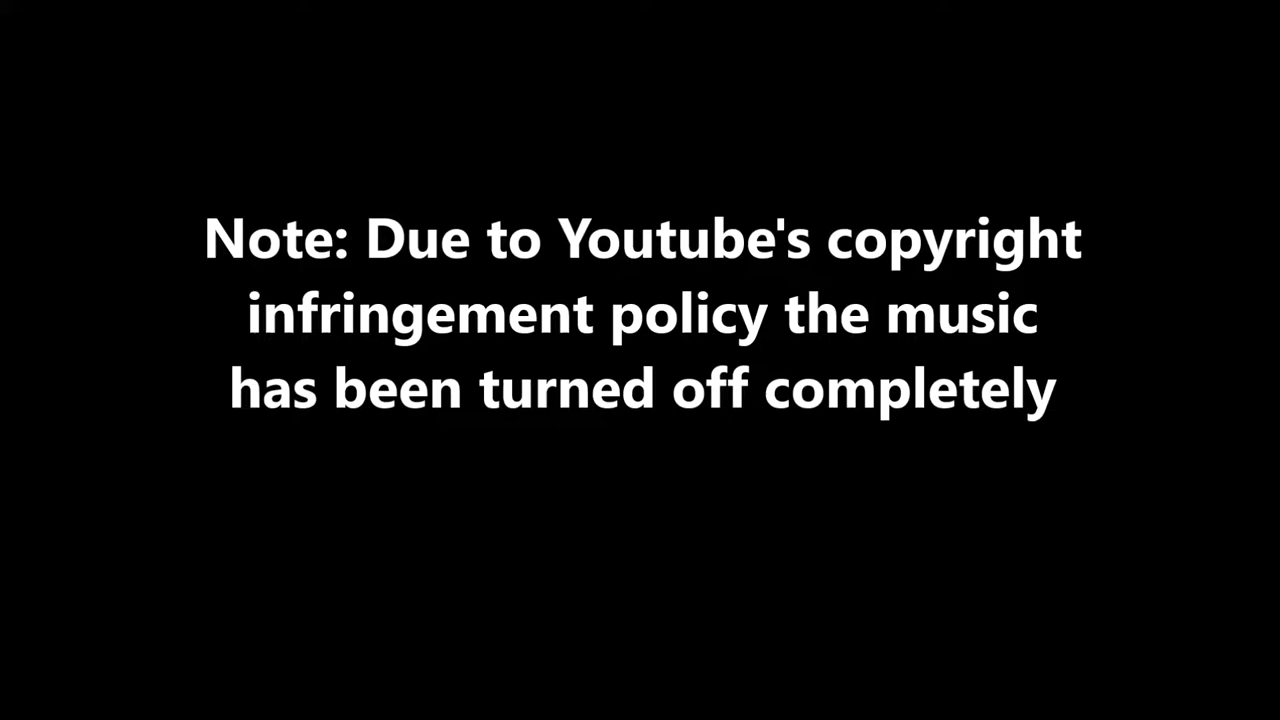 Note: Due to Youtube's copyright
infringement policy the music
has been turned off completely